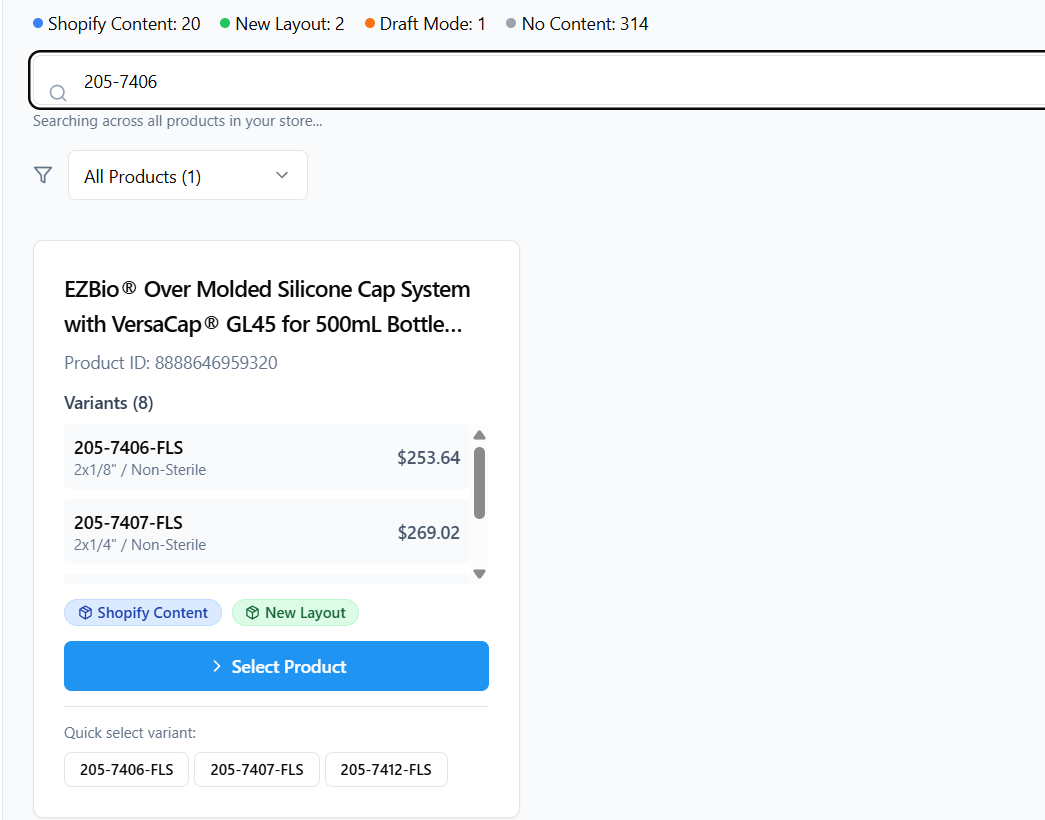 Shopify Content: 20 New Layout: 2 Draft Mode: 1 No Content: 314
205-7406
Searching across all products in your store...
All Products (1)
EZBio® Over Molded Silicone Cap System
with VersaCap® GL45 for 500mL Bottle...
Product ID: 8888646959320
Variants (8)
205-7406-FLS
$253.64
2x1/8" / Non-Sterile
205-7407-FLS
$269.02
2x1/4" / Non-Sterile
Shopify Content New Layout
Select Product
Quick select variant:
205-7406-FLS 205-7407-FLS 205-7412-FLS